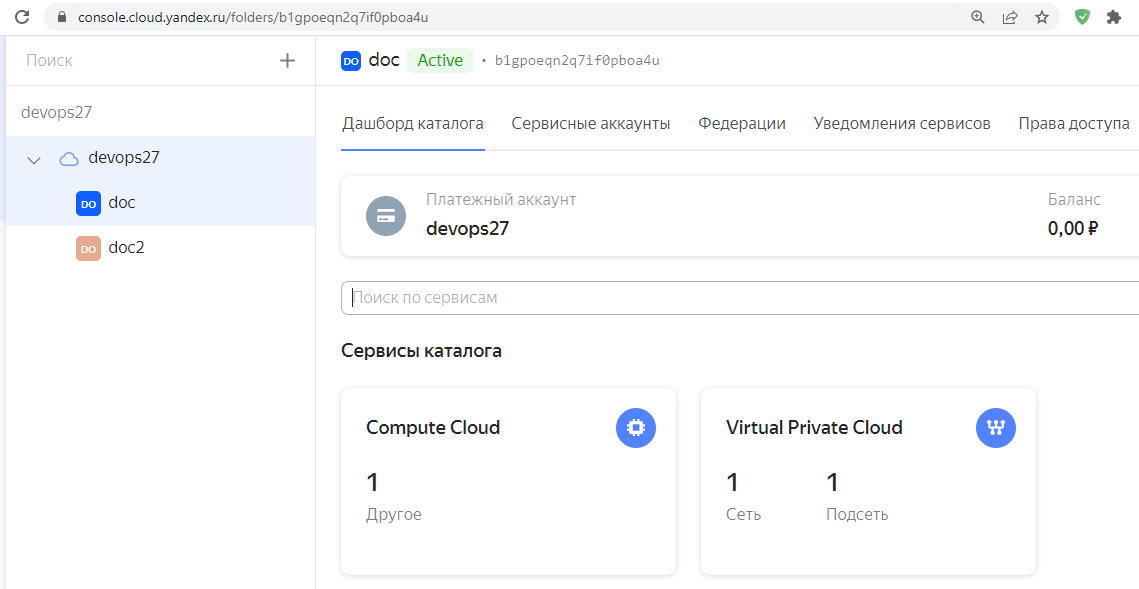 console.cloud.yandex.ru/folders/b1gpoeqn2q7if0pboa4u
Поиск
devops27
devops27
DO doc
DO doc2
DO doc Active • b1gpoeqn2q7if0pboa4u
Дашборд каталога Сервисные аккаунты Федерации Уведомления сервисов Права доступа
Платежный аккаунт Баланс
devops27 0,00 ₽
Поиск по сервисам
Сервисы каталога
Compute Cloud
1
Другое
Virtual Private Cloud
1 1
Сеть Подсеть